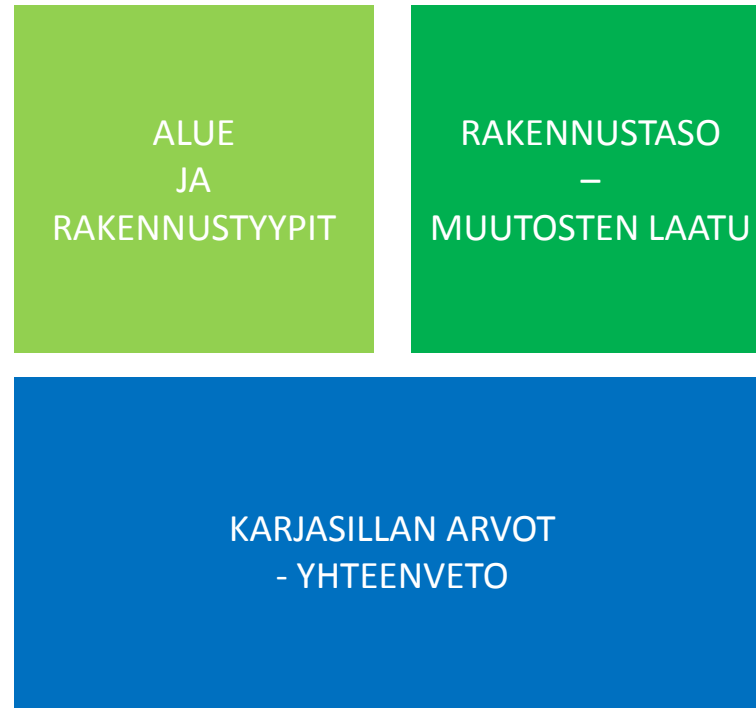 ALUE
JA
RAKENNUSTYYPIT
RAKENNUSTASO
–
MUUTOSTEN LAATU
KARJASILLAN ARVOT
- YHTEENVETO